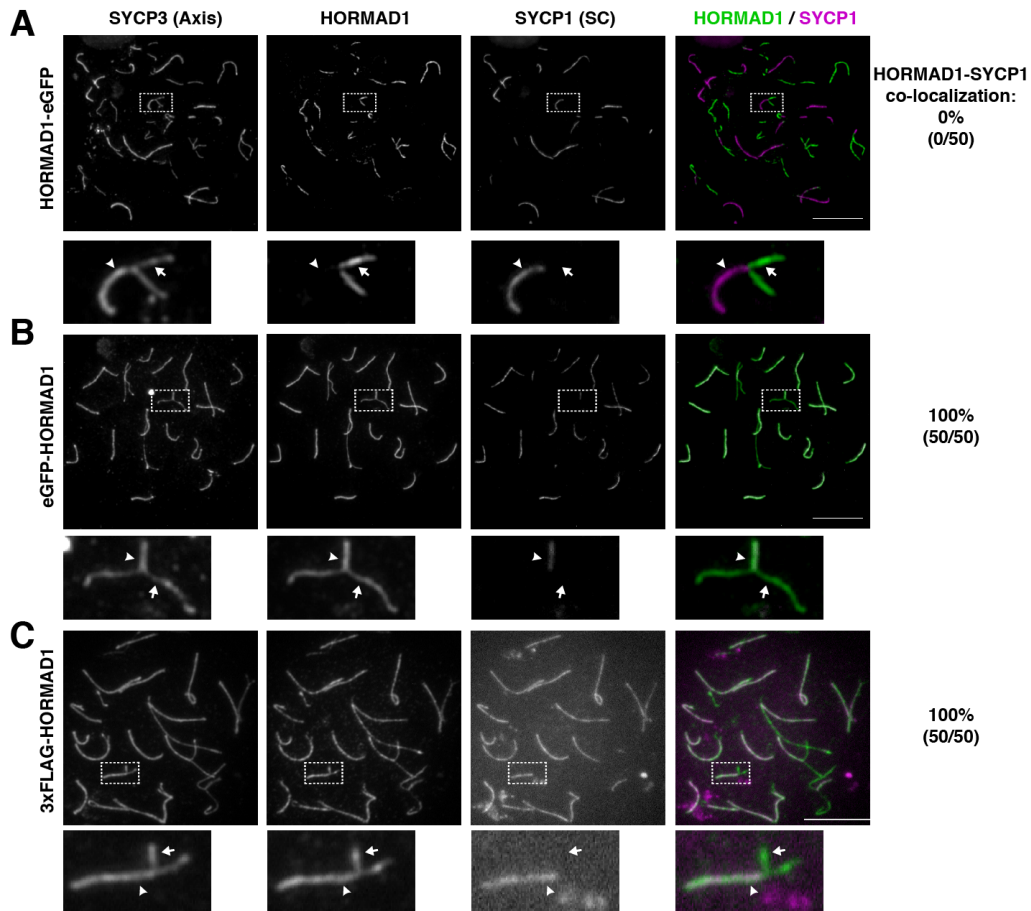 A
SYCP3 (Axis)
HORMAD1
SYCP1 (SC)
HORMAD1 / SYCP1
HORMAD1-eGFP
HORMAD1-SYCP1
co-localization:
0%
(0/50)
B
eGFP-HORMAD1
100%
(50/50)
C
3xFLAG-HORMAD1
100%
(50/50)